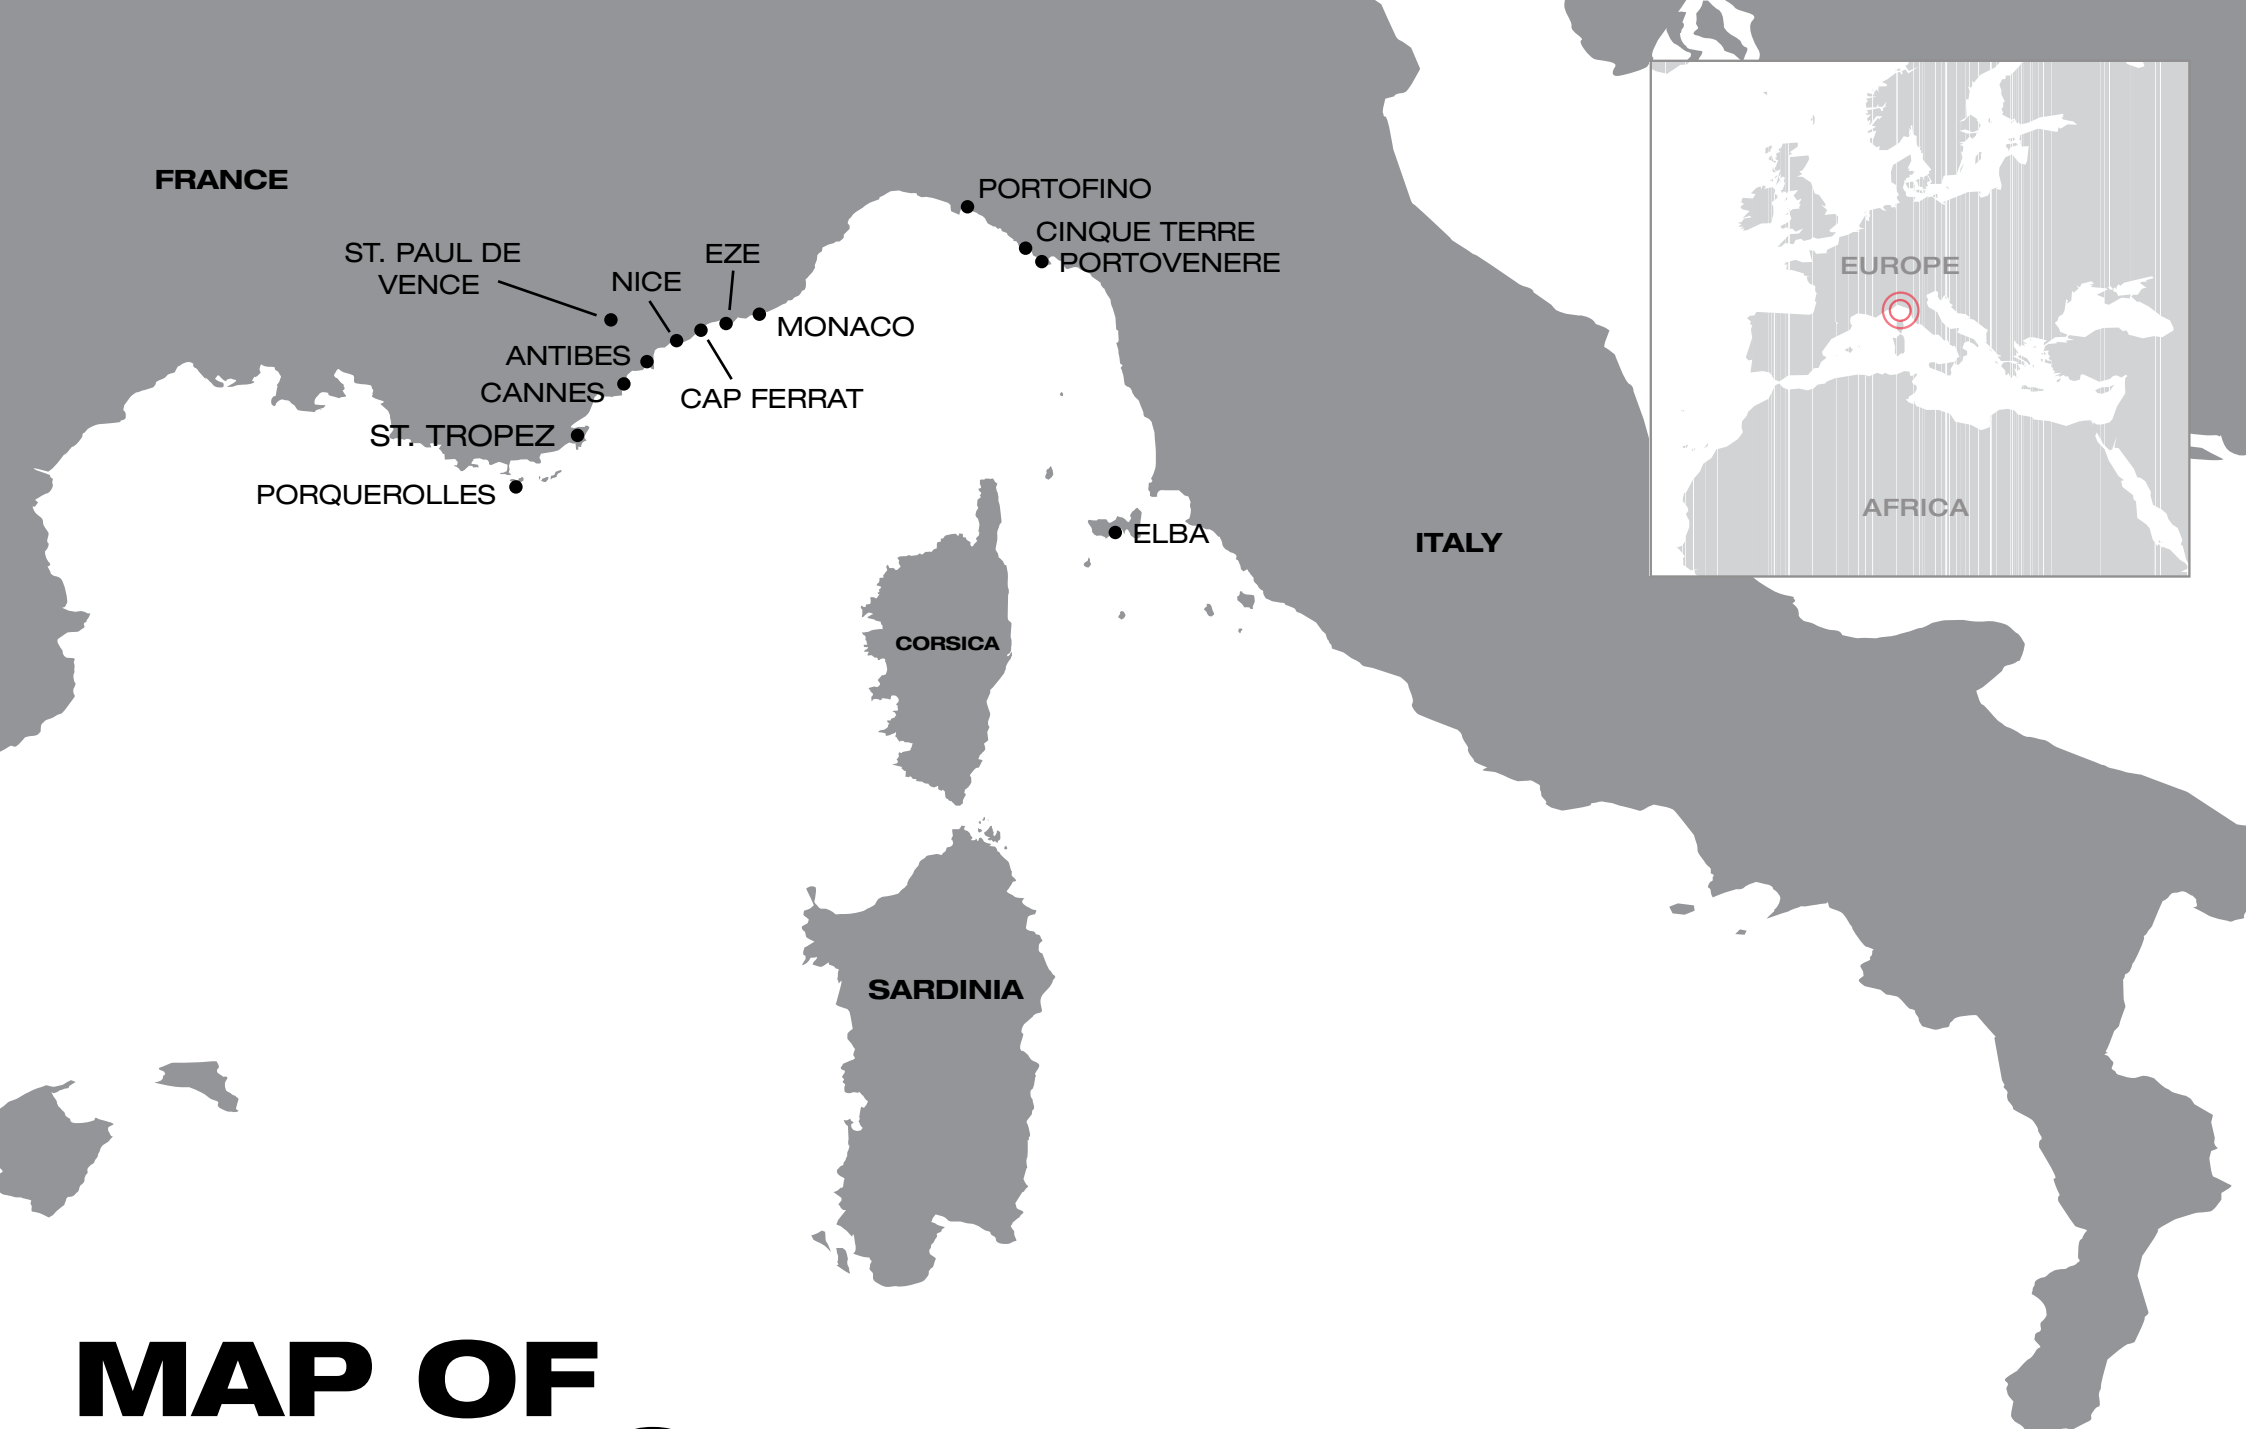 FRANCE
PORTOFINO
CINQUE TERRE
PORTOVENERE
ST. PAUL DE
VENCE
NICE
EZE
MONACO
ANTIBES
CANNES
CAP FERRAT
ST. TROPEZ
PORQUEROLLES
ELBA
ITALY
CORSICA
SARDINIA
EUROPE
AFRICA
MAP OF